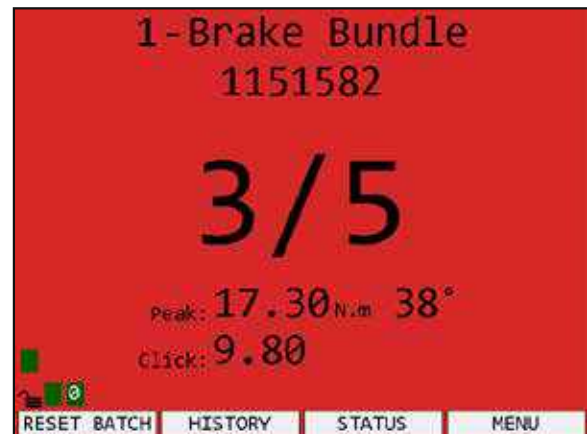 1-Brake Bundle
1151582
3/5
Peak: 17.30 N.m 38°
Click: 9.80
0
RESET BATCH HISTORY STATUS MENU